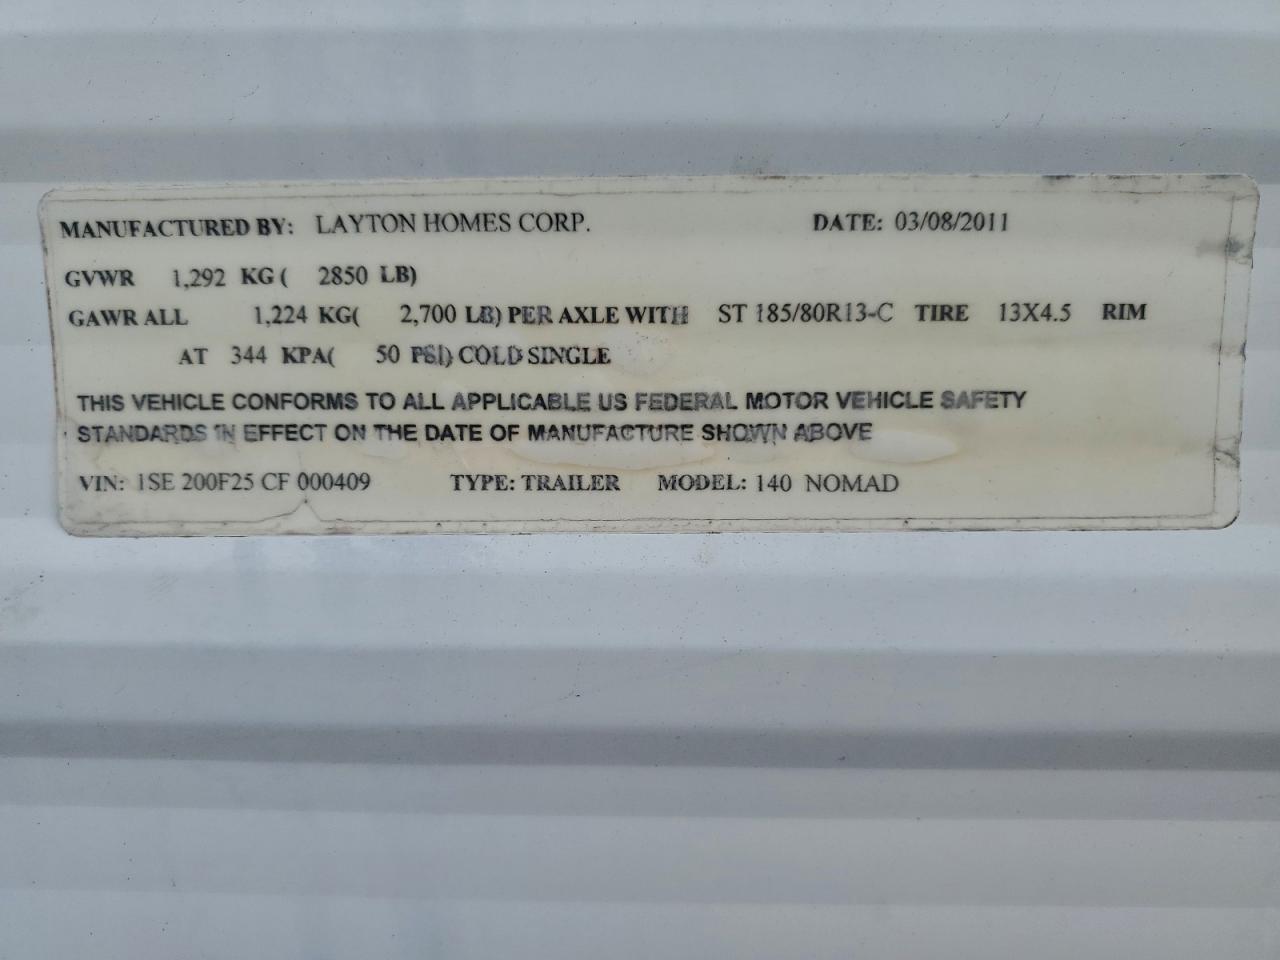 MANUFACTURED BY: LAYTON HOMES CORP. DATE: 03/08/2011
GVWR 1,292 KG ( 2850 LB)
GAWR ALL 1,224 KG( 2,700 LB) PER AXLE WITH ST 185/80R13-C TIRE 13X4.5 RIM
AT 344 KPA( 50 PSI) COLD SINGLE
THIS VEHICLE CONFORMS TO ALL APPLICABLE US FEDERAL MOTOR VEHICLE SAFETY
STANDARDS IN EFFECT ON THE DATE OF MANUFACTURE SHOWN ABOVE
VIN: 1SE 200F25 CF 000409 TYPE: TRAILER MODEL: 140 NOMAD